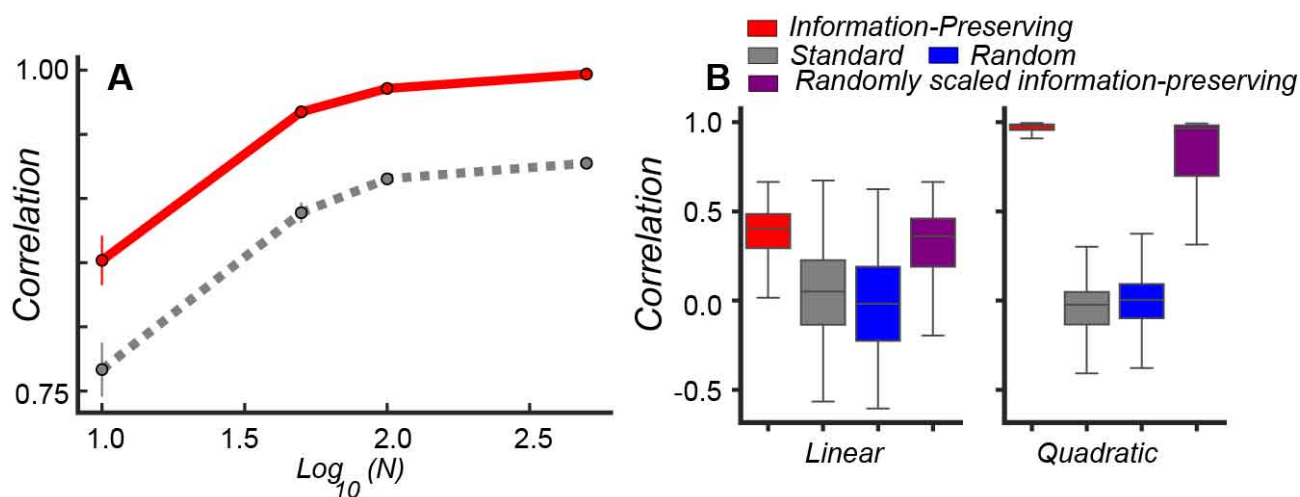 A
Correlation
1.00
0.75
1.0 1.5 2.0 2.5
Log10 (N)
Information-Preserving
Standard Random
Randomly scaled information-preserving
B
Correlation
1.0
0.5
0.0
-0.5
Linear Quadratic